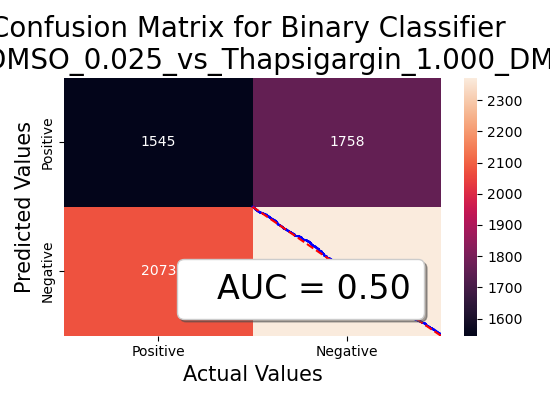 Confusion Matrix for Binary Classifier
DMSO_0.025_vs_Thapsigargin_1.000_DM
Predicted Values
Positive
Negative
1545
1758
2073
AUC = 0.50
Positive
Negative
Actual Values
2300
2200
2100
2000
1900
1800
1700
1600